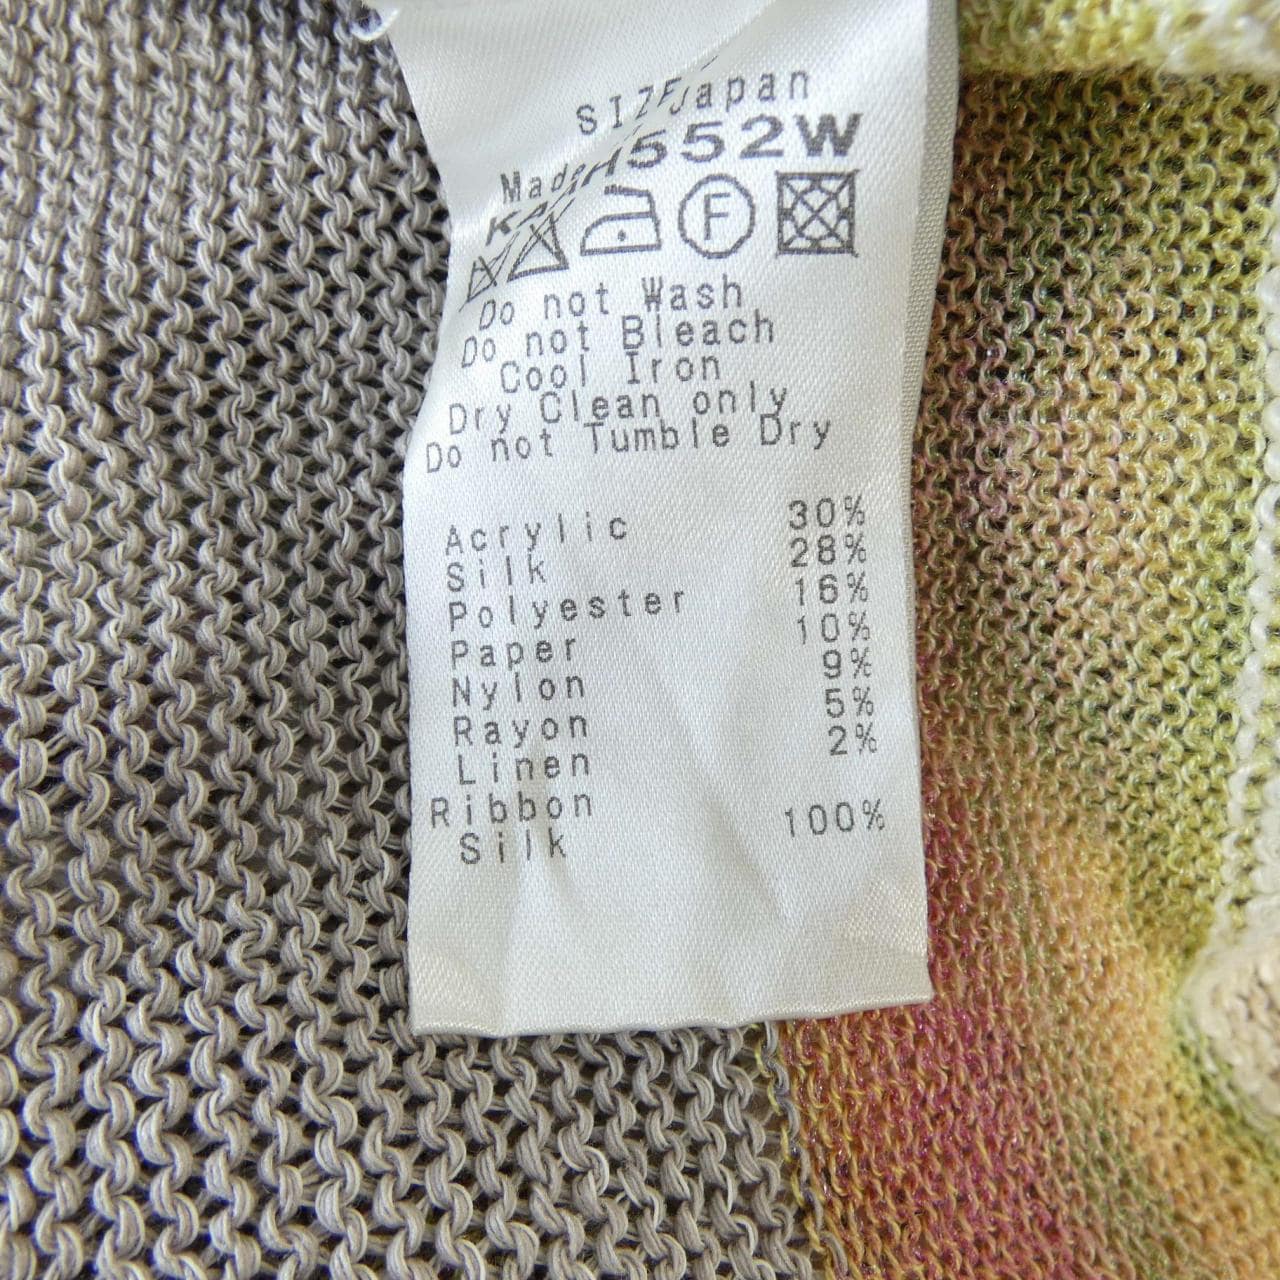 SIZE
Made Japan
H552W
F
Do not Wash
Do not Bleach
Cool Iron
Dry Clean only
Do not Tumble Dry
Acrylic 30%
Silk 28%
Polyester 16%
Paper 10%
Nylon 9%
Rayon 5%
Linen 2%
Ribbon
Silk 100%